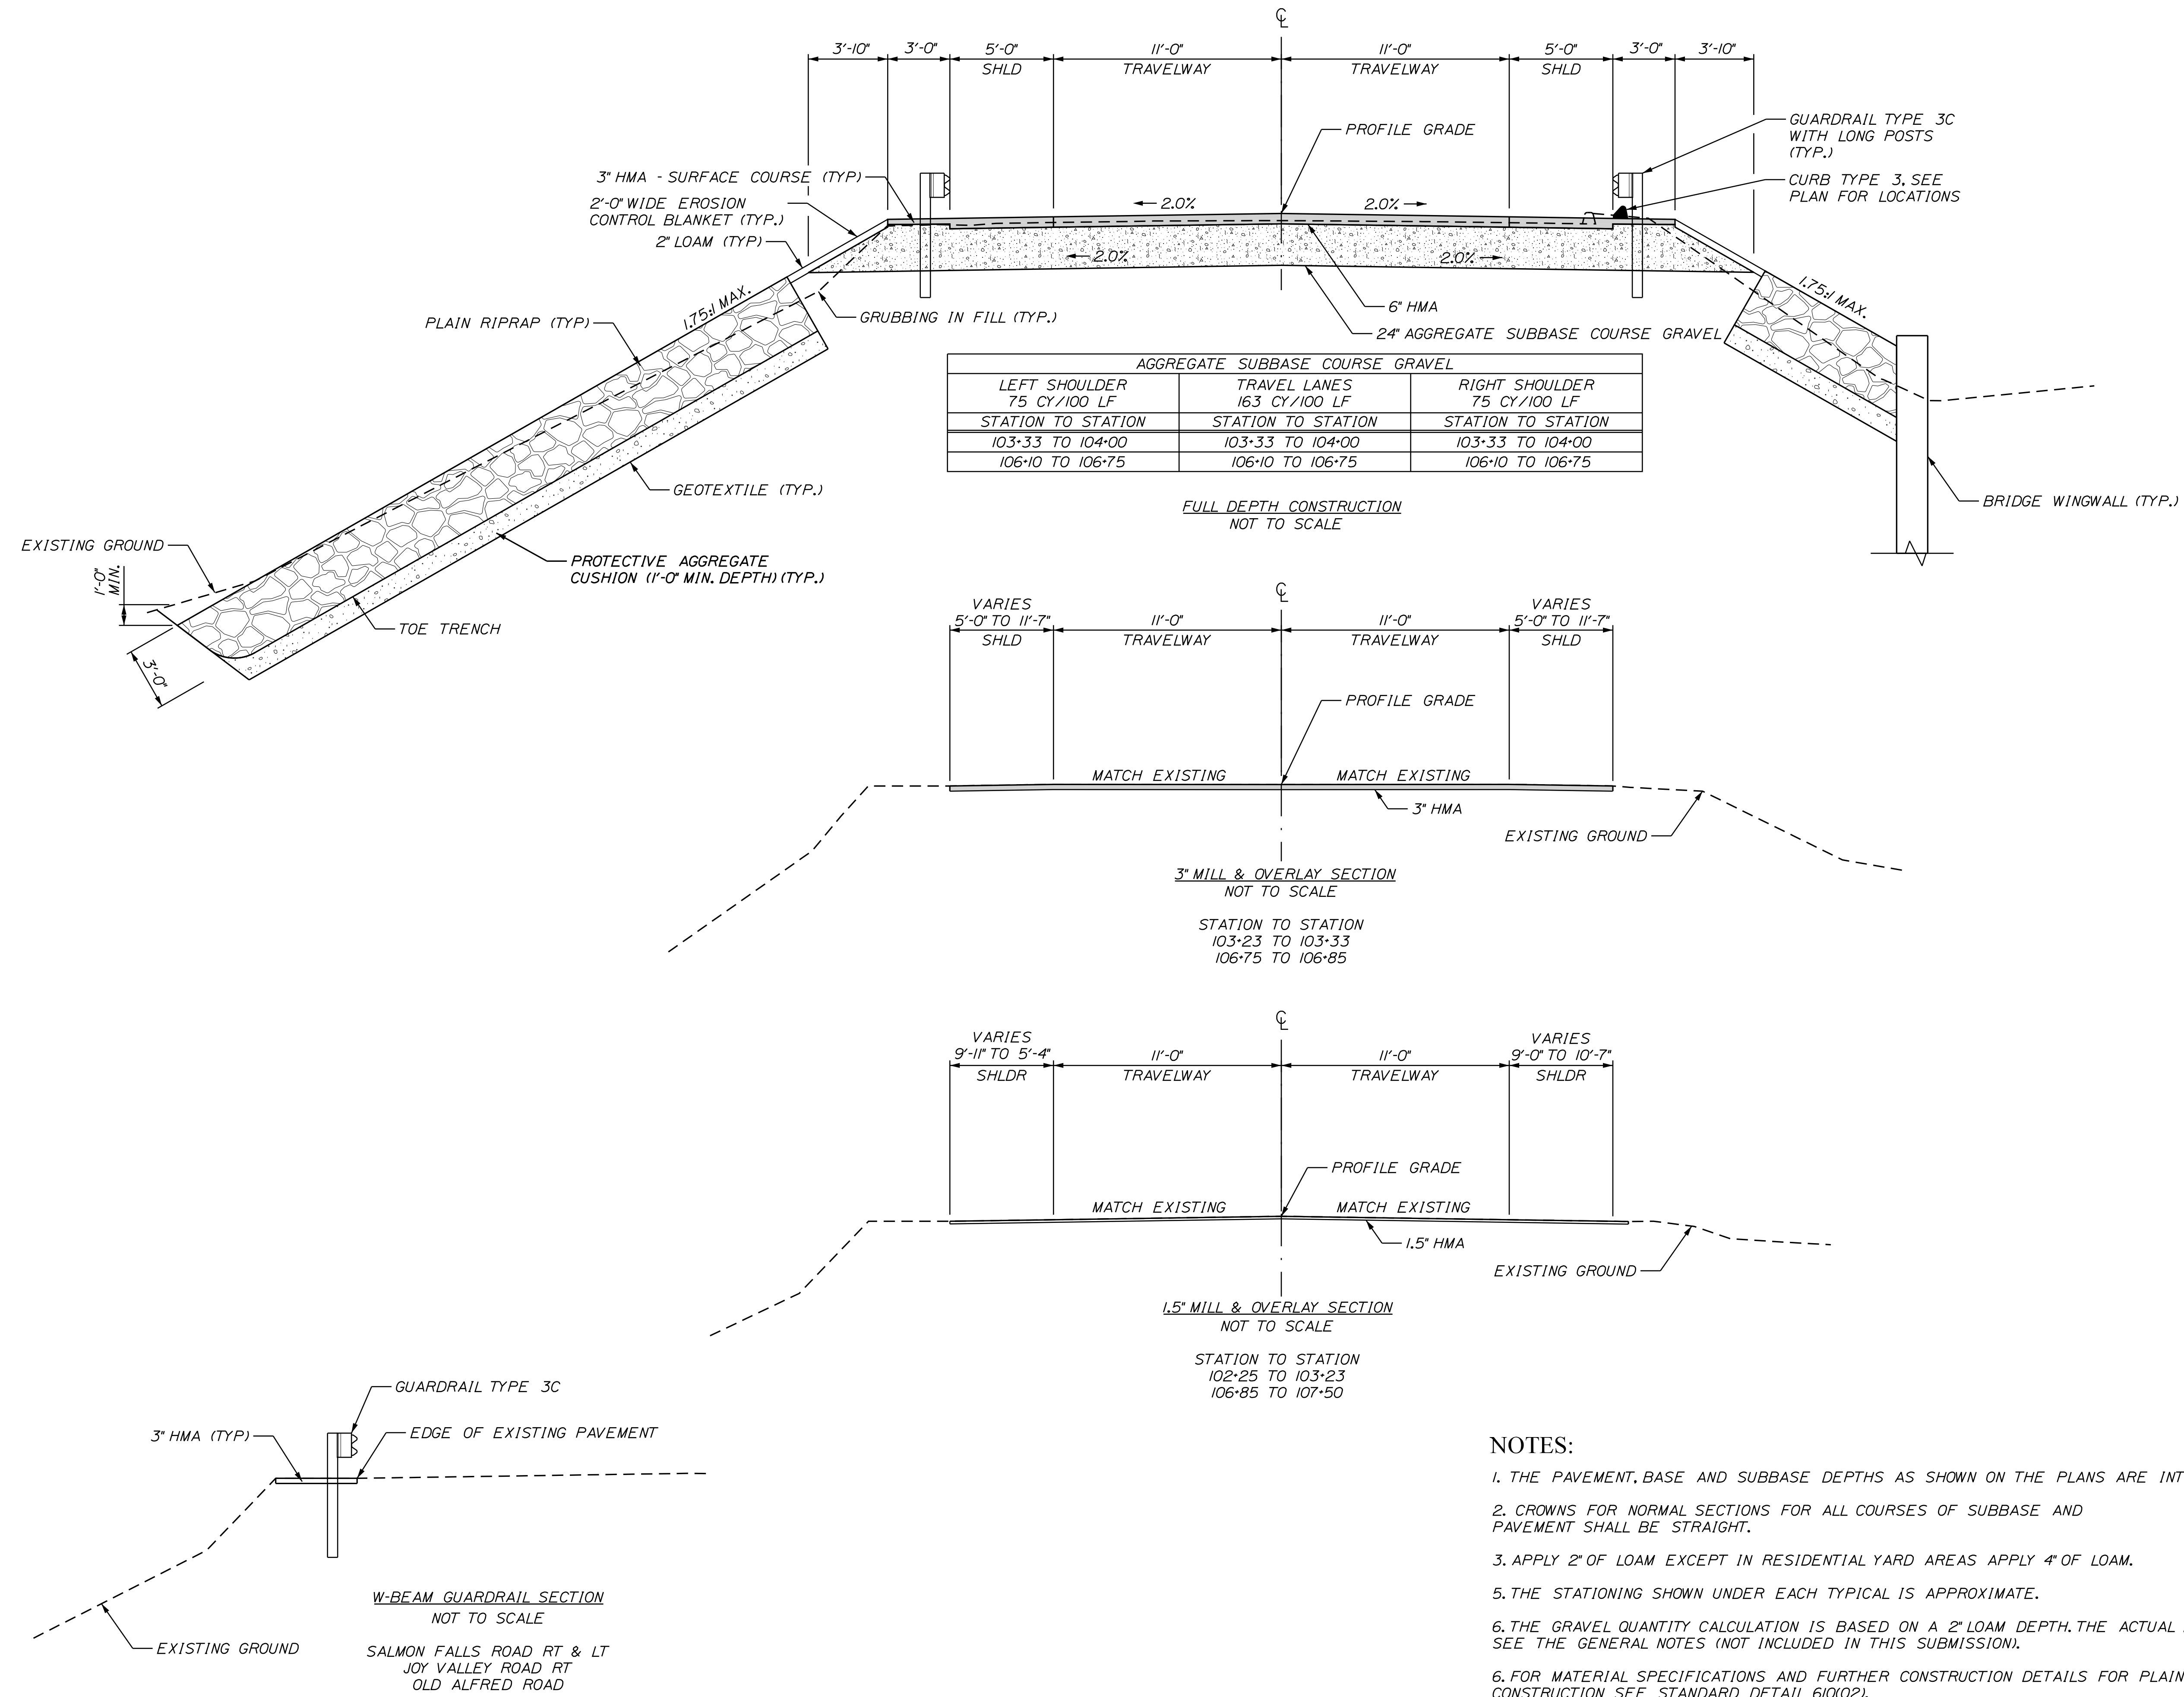 ℄
3'-10" 3'-0" 5'-0" 11'-0" 11'-0" 5'-0" 3'-0" 3'-10"
SHLD TRAVELWAY TRAVELWAY SHLD
PROFILE GRADE
GUARDRAIL TYPE 3C
WITH LONG POSTS
(TYP.)
CURB TYPE 3. SEE
PLAN FOR LOCATIONS
3" HMA - SURFACE COURSE (TYP)
2'-0" WIDE EROSION
CONTROL BLANKET (TYP.)
2" LOAM (TYP)
2.0% 2.0%
2.0% 2.0%
1.75:1 MAX.
1.75:1 MAX.
PLAIN RIPRAP (TYP)
GRUBBING IN FILL (TYP.)
6" HMA
24" AGGREGATE SUBBASE COURSE GRAVEL
AGGREGATE SUBBASE COURSE GRAVEL
LEFT SHOULDER TRAVEL LANES RIGHT SHOULDER
75 CY/100 LF 163 CY/100 LF 75 CY/100 LF
STATION TO STATION STATION TO STATION STATION TO STATION
103+33 TO 104+00 103+33 TO 104+00 103+33 TO 104+00
106+10 TO 106+75 106+10 TO 106+75 106+10 TO 106+75
GEOTEXTILE (TYP.)
BRIDGE WINGWALL (TYP.)
FULL DEPTH CONSTRUCTION
NOT TO SCALE
EXISTING GROUND
1'-0"
MIN.
PROTECTIVE AGGREGATE
CUSHION (1'-0" MIN. DEPTH) (TYP.)
TOE TRENCH
3'-0"
℄
VARIES VARIES
5'-0" TO 11'-7" 11'-0" 11'-0" 5'-0" TO 11'-7"
SHLD TRAVELWAY TRAVELWAY SHLD
PROFILE GRADE
MATCH EXISTING MATCH EXISTING
3" HMA
EXISTING GROUND
3" MILL & OVERLAY SECTION
NOT TO SCALE
STATION TO STATION
103+23 TO 103+33
106+75 TO 106+85
℄
VARIES VARIES
9'-11" TO 5'-4" 11'-0" 11'-0" 9'-0" TO 10'-7"
SHLDR TRAVELWAY TRAVELWAY SHLDR
PROFILE GRADE
MATCH EXISTING MATCH EXISTING
1.5" HMA
EXISTING GROUND
1.5" MILL & OVERLAY SECTION
NOT TO SCALE
STATION TO STATION
102+25 TO 103+23
106+85 TO 107+50
GUARDRAIL TYPE 3C
3" HMA (TYP)
EDGE OF EXISTING PAVEMENT
EXISTING GROUND
W-BEAM GUARDRAIL SECTION
NOT TO SCALE
SALMON FALLS ROAD RT & LT
JOY VALLEY ROAD RT
OLD ALFRED ROAD
NOTES:
1. THE PAVEMENT, BASE AND SUBBASE DEPTHS AS SHOWN ON THE PLANS ARE
2. CROWNS FOR NORMAL SECTIONS FOR ALL COURSES OF SUBBASE AND
PAVEMENT SHALL BE STRAIGHT.
3. APPLY 2" OF LOAM EXCEPT IN RESIDENTIAL YARD AREAS APPLY 4" OF LOAM.
5. THE STATIONING SHOWN UNDER EACH TYPICAL IS APPROXIMATE.
6. THE GRAVEL QUANTITY CALCULATION IS BASED ON A 2" LOAM DEPTH. THE ACTUAL
SEE THE GENERAL NOTES (NOT INCLUDED IN THIS SUBMISSION).
6. FOR MATERIAL SPECIFICATIONS AND FURTHER CONSTRUCTION DETAILS FOR PLAIN
CONSTRUCTION SEE STANDARD DETAIL 610(02).